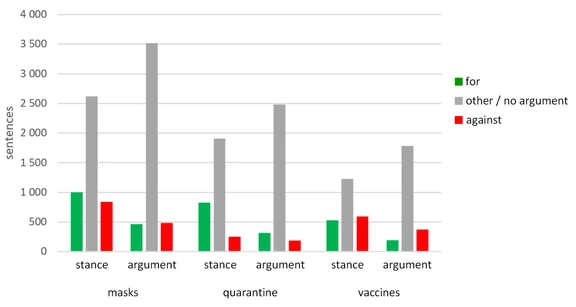 4 000
3 500
3 000
2 500
2 000
1 500
1 000
500
0
sentences
for
other / no argument
against
stance argument stance argument stance argument
masks quarantine vaccines